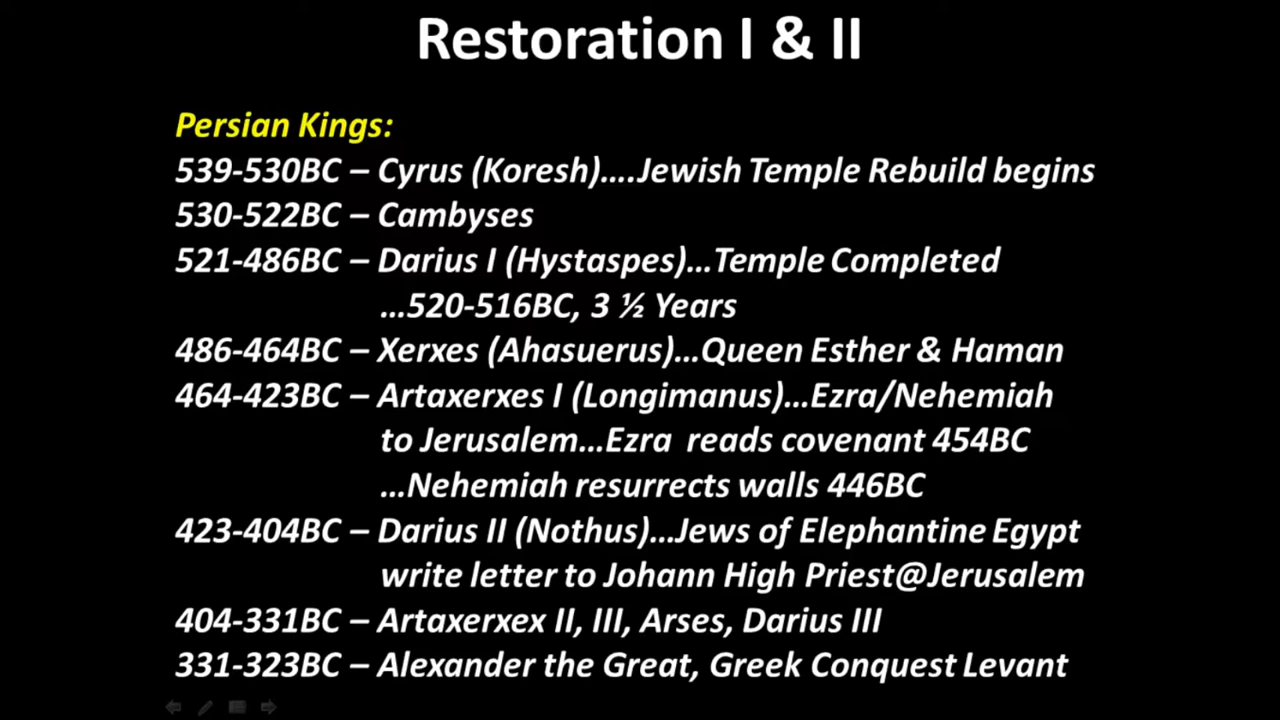 Restoration I & II
Persian Kings:
539-530BC – Cyrus (Koresh)....Jewish Temple Rebuild begins
530-522BC – Cambyses
521-486BC – Darius I (Hystaspes)…Temple Completed
…520-516BC, 3 ½ Years
486-464BC – Xerxes (Ahasuerus)…Queen Esther & Haman
464-423BC – Artaxerxes I (Longimanus)…Ezra/Nehemiah
to Jerusalem…Ezra reads covenant 454BC
…Nehemiah resurrects walls 446BC
423-404BC – Darius II (Nothus)…Jews of Elephantine Egypt
write letter to Johann High Priest@Jerusalem
404-331BC – Artaxerxex II, III, Arses, Darius III
331-323BC – Alexander the Great, Greek Conquest Levant